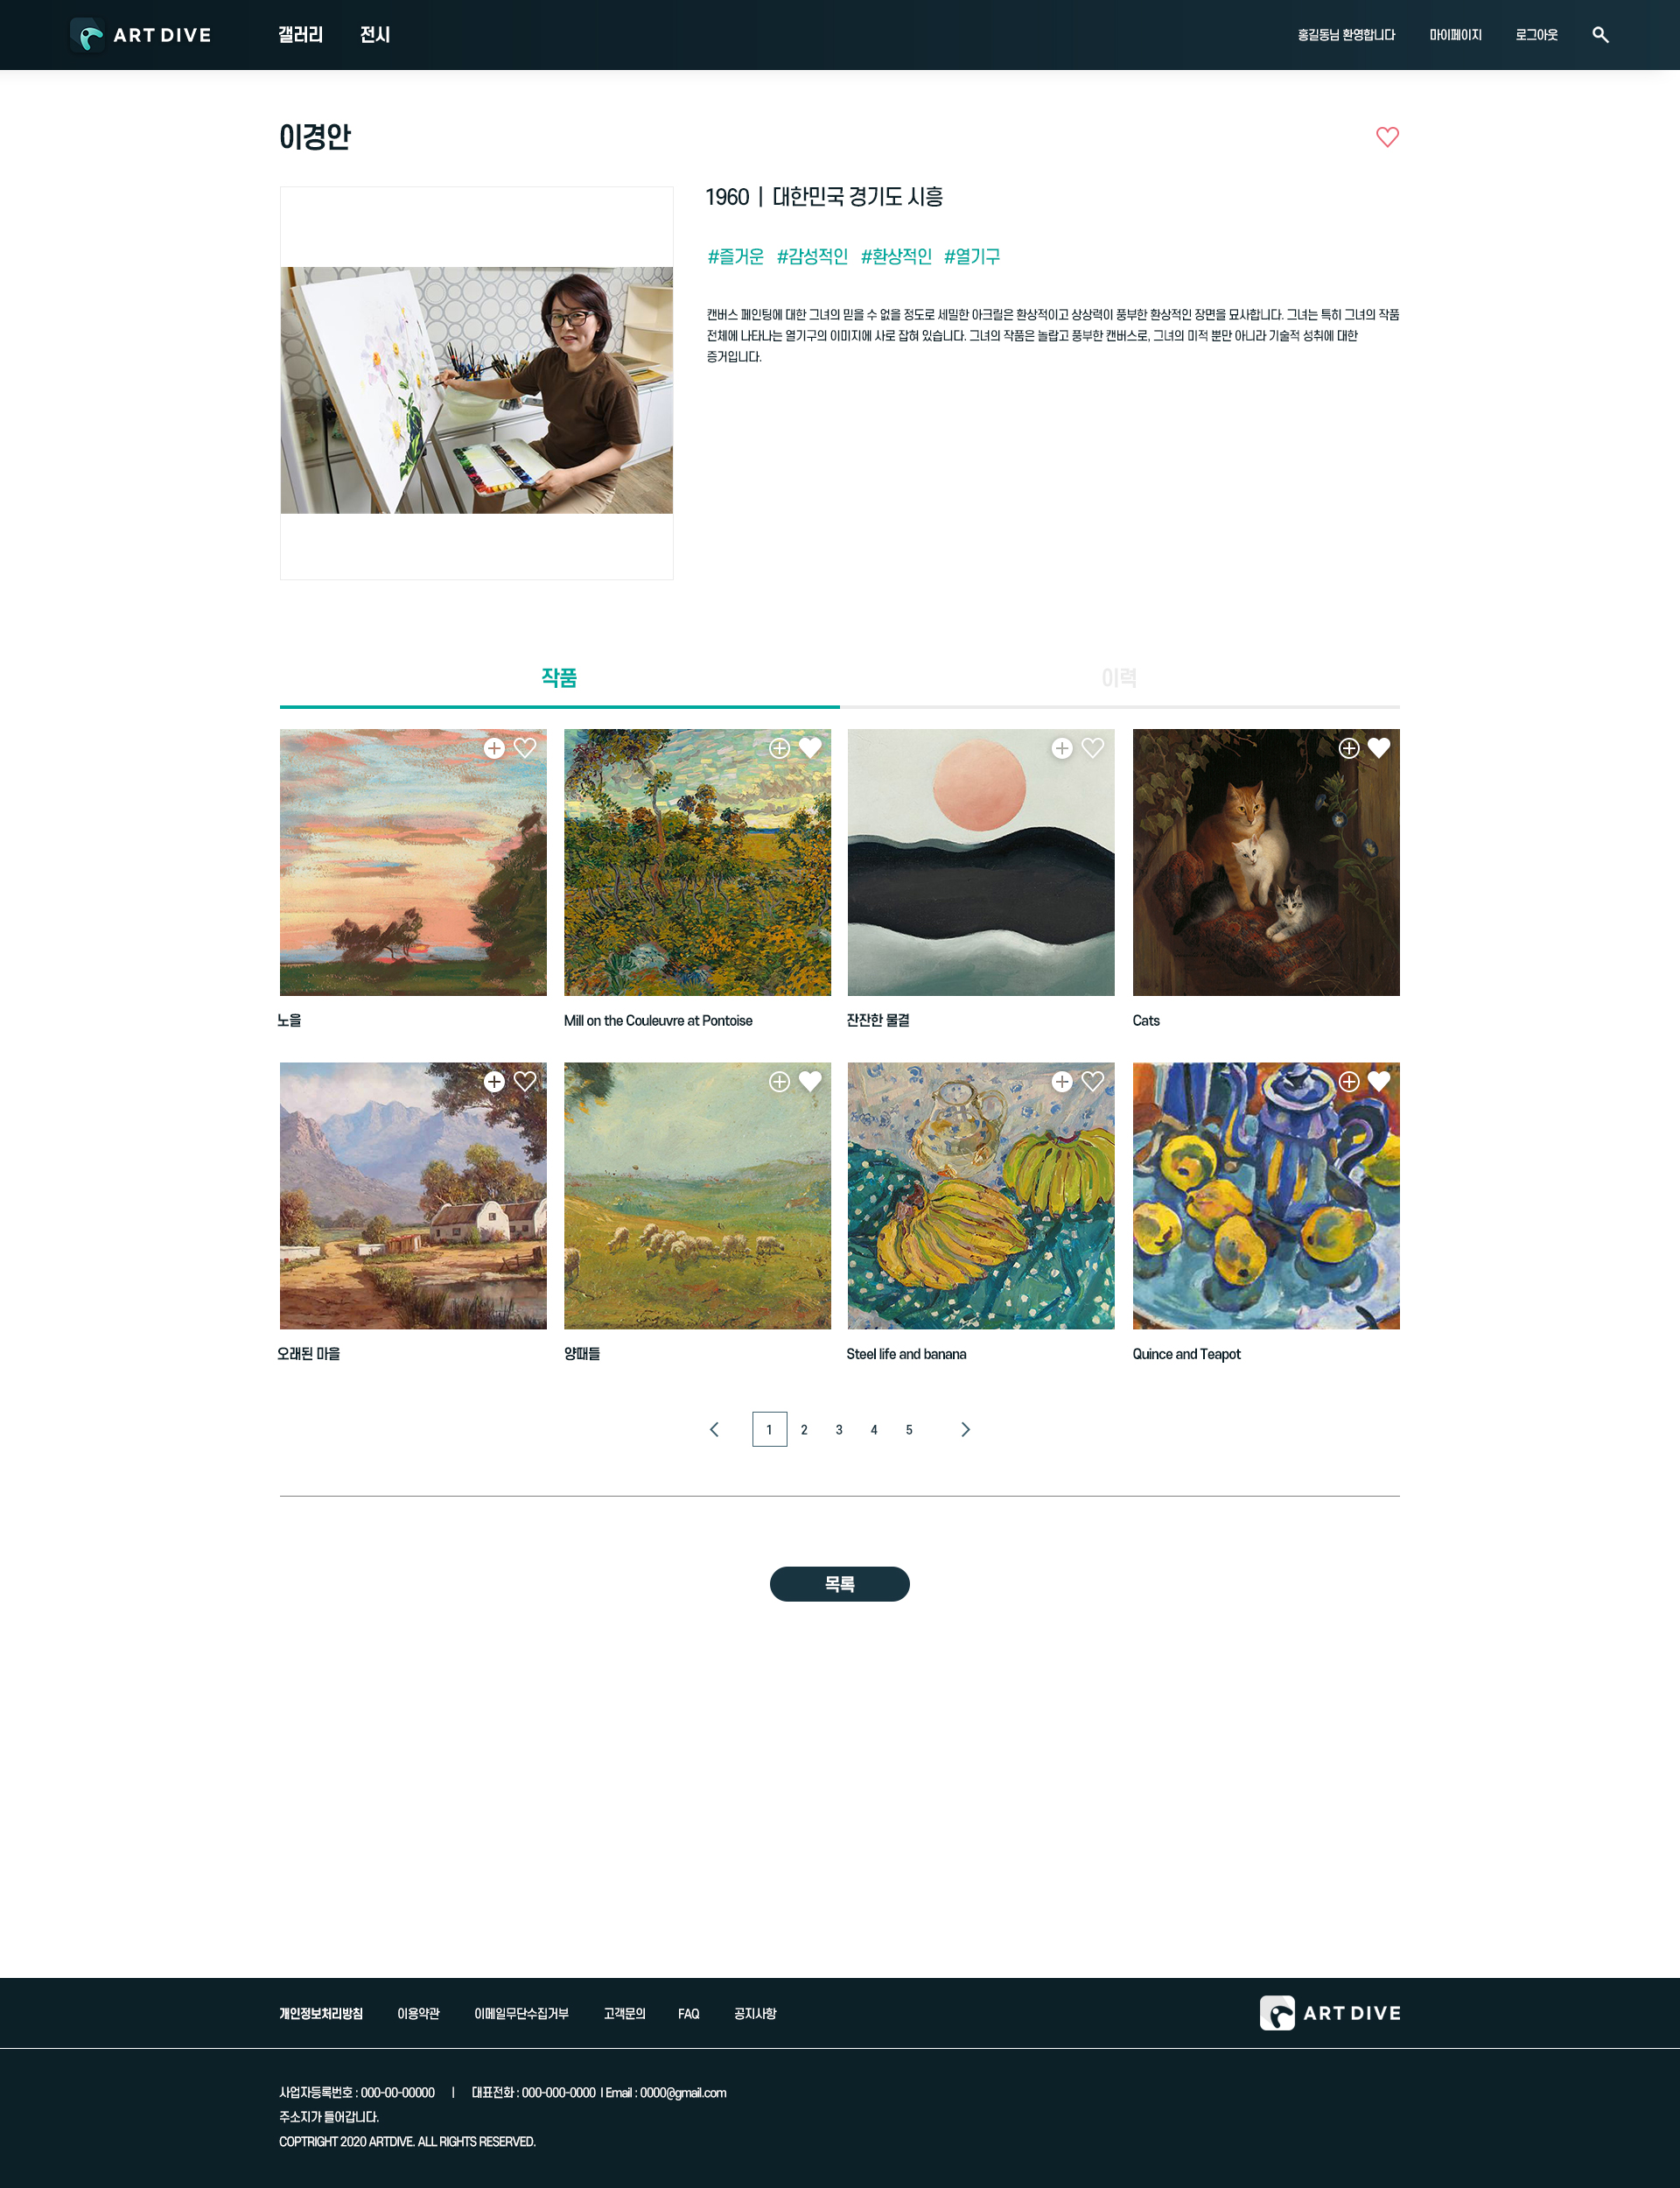 ART DIVE 갤러리 전시 홍길동님 환영합니다 마이페이지 로그아웃
이경안
1960 | 대한민국 경기도 시흥
#즐거운 #감성적인 #환상적인 #열기구
캔버스 페인팅에 대한 그녀의 믿을 수 없을 정도로 세밀한 아크릴은 환상적이고 상상력이 풍부한 환상적인 장면을 묘사합니다. 그녀는 특히 그녀의 작품
전체에 나타나는 열기구의 이미지에 사로 잡혀 있습니다. 그녀의 작품은 놀랍고 풍부한 캔버스로, 그녀의 미적 뿐만 아니라 기술적 성취에 대한
증거입니다.
작품 이력
노을 Mill on the Couleuvre at Pontoise 잔잔한 물결 Cats
오래된 마을 양떼들 Steel life and banana Quince and Teapot
1 2 3 4 5
목록
개인정보처리방침 이용약관 이메일무단수집거부 고객문의 FAQ 공지사항 ART DIVE
사업자등록번호 : 000-00-00000 | 대표전화 : 000-000-0000 | Email : 0000@gmail.com
주소지가 들어갑니다.
COPTRIGHT 2020 ARTDIVE. ALL RIGHTS RESERVED.